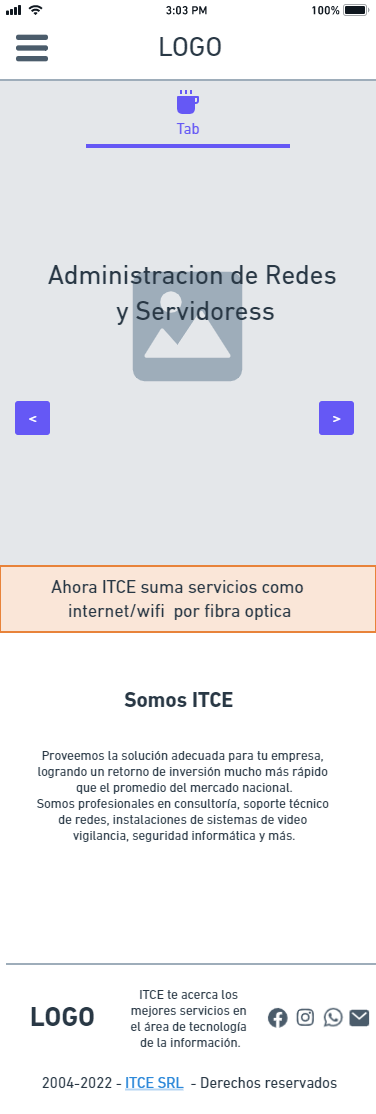 3:03 PM
100%
LOGO
Tab
Administracion de Redes
y Servidoress
<
>
Ahora ITCE suma servicios como
internet/wifi  por fibra optica
Somos ITCE
Proveemos la solución adecuada para tu empresa,
logrando un retorno de inversión mucho más rápido
que el promedio del mercado nacional.
Somos profesionales en consultoría, soporte técnico
de redes, instalaciones de sistemas de video
vigilancia, seguridad informática y más.
LOGO
ITCE te acerca los
mejores servicios en
el área de tecnología
de la información.
2004-2022 - ITCE SRL  - Derechos reservados